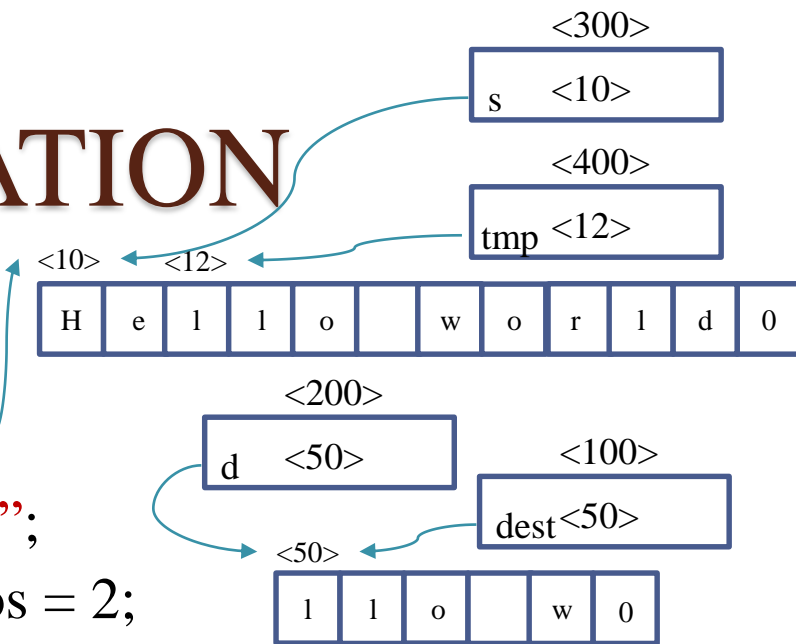 <300>
s <10>
ATION
<400>
tmp <12>
<10> <12>
H e l l o w o r l d 0
<200>
d <50>
<100>
dest <50>
”;
<50>
os = 2;
l l o w 0